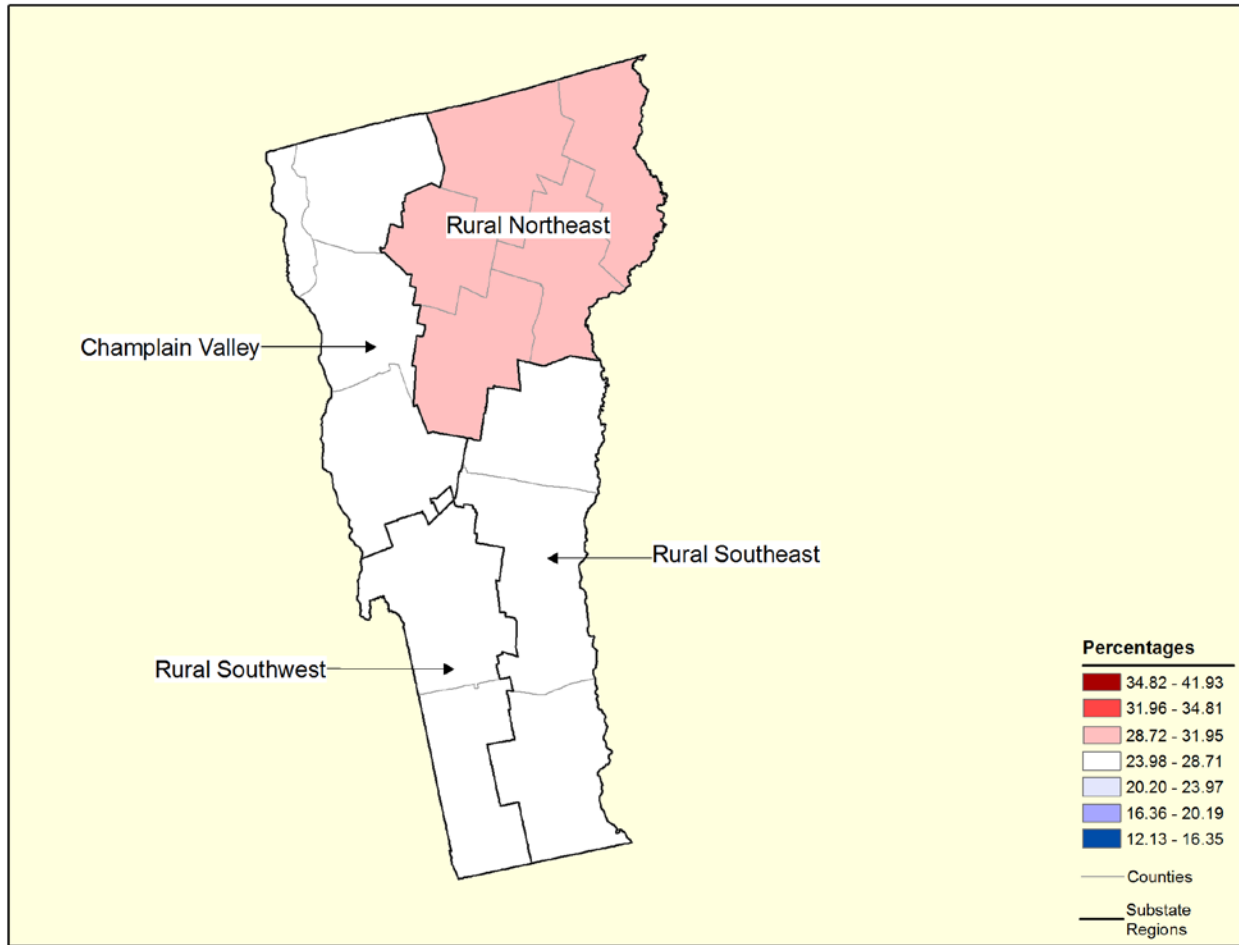 Rural Northeast
Champlain Valley
Rural Southeast
Rural Southwest
Percentages
34.82 - 41.93
31.96 - 34.81
28.72 - 31.95
23.98 - 28.71
20.20 - 23.97
16.36 - 20.19
12.13 - 16.35
Counties
Substate
Regions